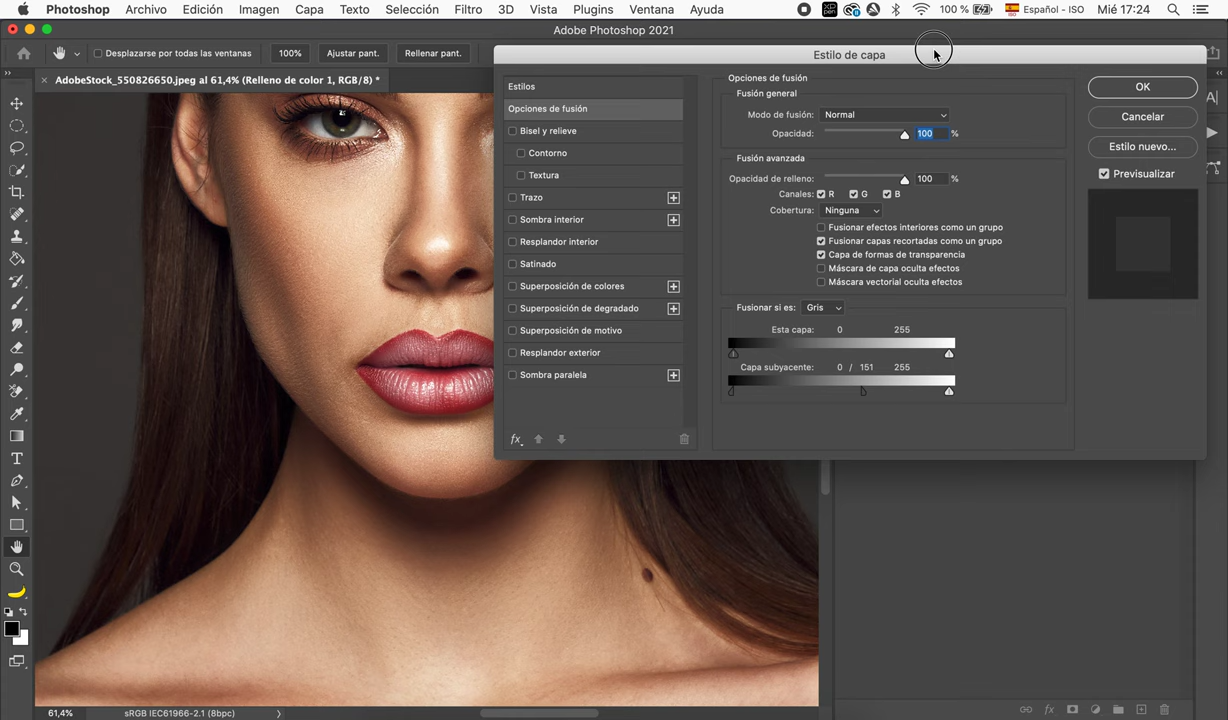 Photoshop Archivo Edición Imagen Capa Texto Selección Filtro 3D Vista Plugins Ventana Ayuda 100 % Español - ISO Mié 17:24
Adobe Photoshop 2021
Desplazarse por todas las ventanas 100% Ajustar pant. Rellenar pant.
AdobeStock_550826650.jpeg al 61,4% (Relleno de color 1, RGB/8) *
Estilo de capa
Estilos
Opciones de fusión
Bisel y relieve
Contorno
Textura
Trazo
Sombra interior
Resplandor interior
Satinado
Superposición de colores
Superposición de degradado
Superposición de motivo
Resplandor exterior
Sombra paralela
fx
Opciones de fusión
Fusión general
Modo de fusión: Normal
Opacidad: 100 %
Fusión avanzada
Opacidad de relleno: 100 %
Canales: R G B
Cobertura: Ninguna
Fusionar efectos interiores como un grupo
Fusionar capas recortadas como un grupo
Capa de formas de transparencia
Máscara de capa oculta efectos
Máscara vectorial oculta efectos
Fusionar si es: Gris
Esta capa: 0 255
Capa subyacente: 0 / 151 255
OK
Cancelar
Estilo nuevo...
Previsualizar
61,4% sRGB IEC61966-2.1 (8bpc)
fx